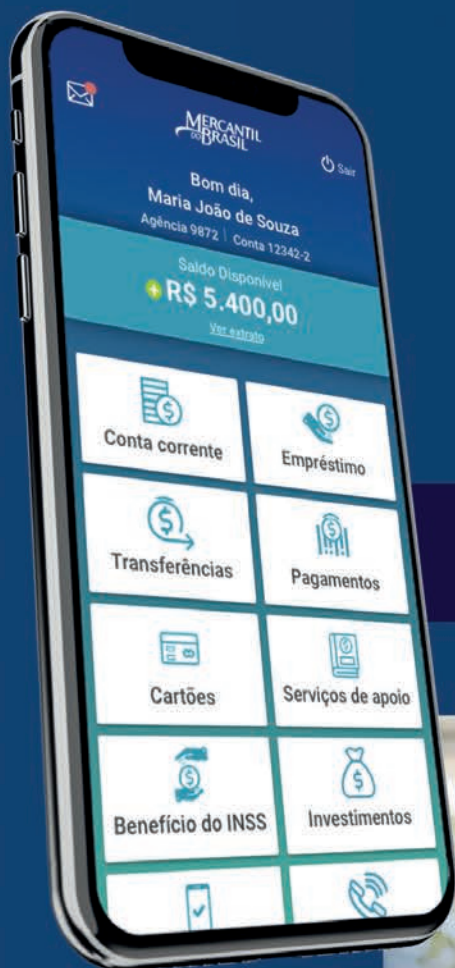 MERCANTIL
DO BRASIL
Sair
Bom dia,
Maria João de Souza
Agência 9872 | Conta 12342-2
Saldo Disponível
R$ 5.400,00
Ver extrato
Conta corrente
Empréstimo
Transferências
Pagamentos
Cartões
Serviços de apoio
Benefício do INSS
Investimentos